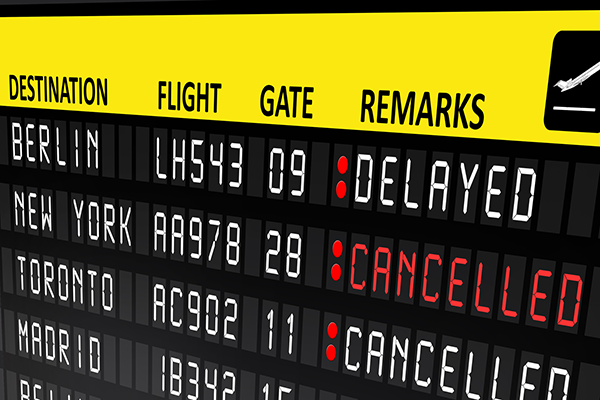 DESTINATION FLIGHT GATE REMARKS
BERLIN LH543 09 DELAYED
NEW YORK AA978 28 CANCELLED
TORONTO AC902 11 CANCELLED
MADRID IB342